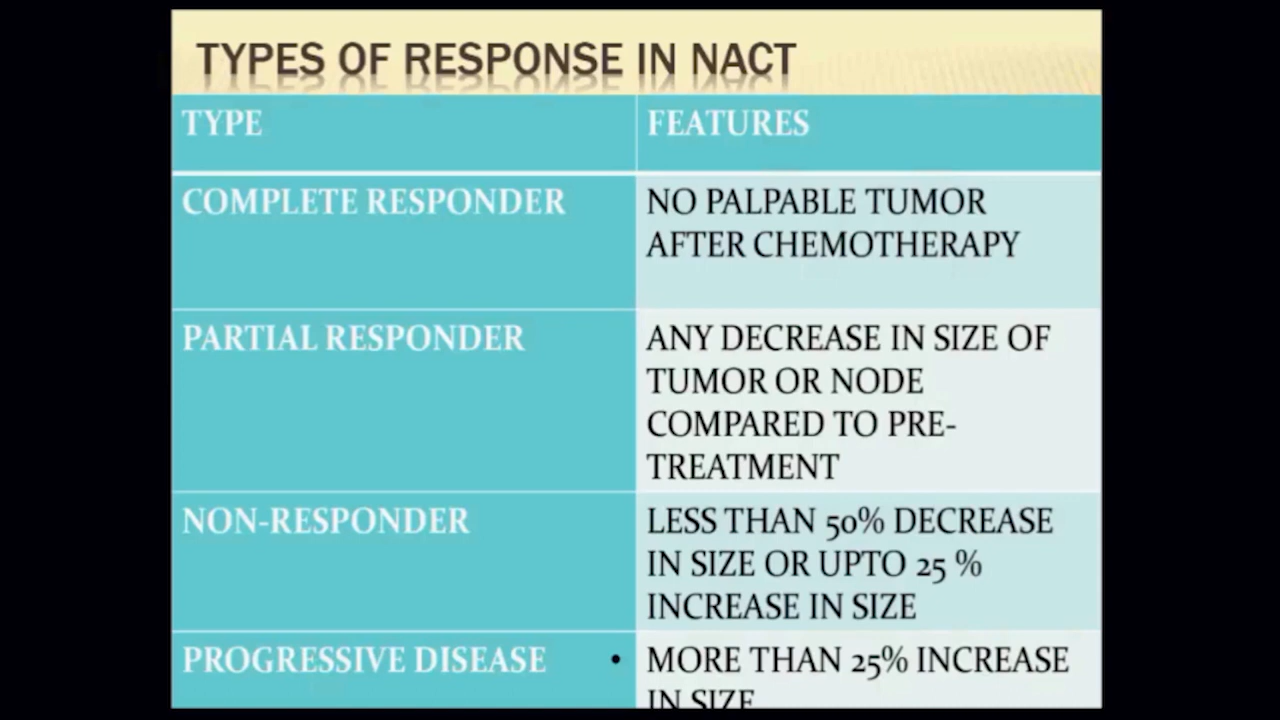 TYPES OF RESPONSE IN NACT
TYPE
FEATURES
COMPLETE RESPONDER
NO PALPABLE TUMOR
AFTER CHEMOTHERAPY
PARTIAL RESPONDER
ANY DECREASE IN SIZE OF
TUMOR OR NODE
COMPARED TO PRE-
TREATMENT
NON-RESPONDER
LESS THAN 50% DECREASE
IN SIZE OR UPTO 25 %
INCREASE IN SIZE
PROGRESSIVE DISEASE
• MORE THAN 25% INCREASE
IN SIZE